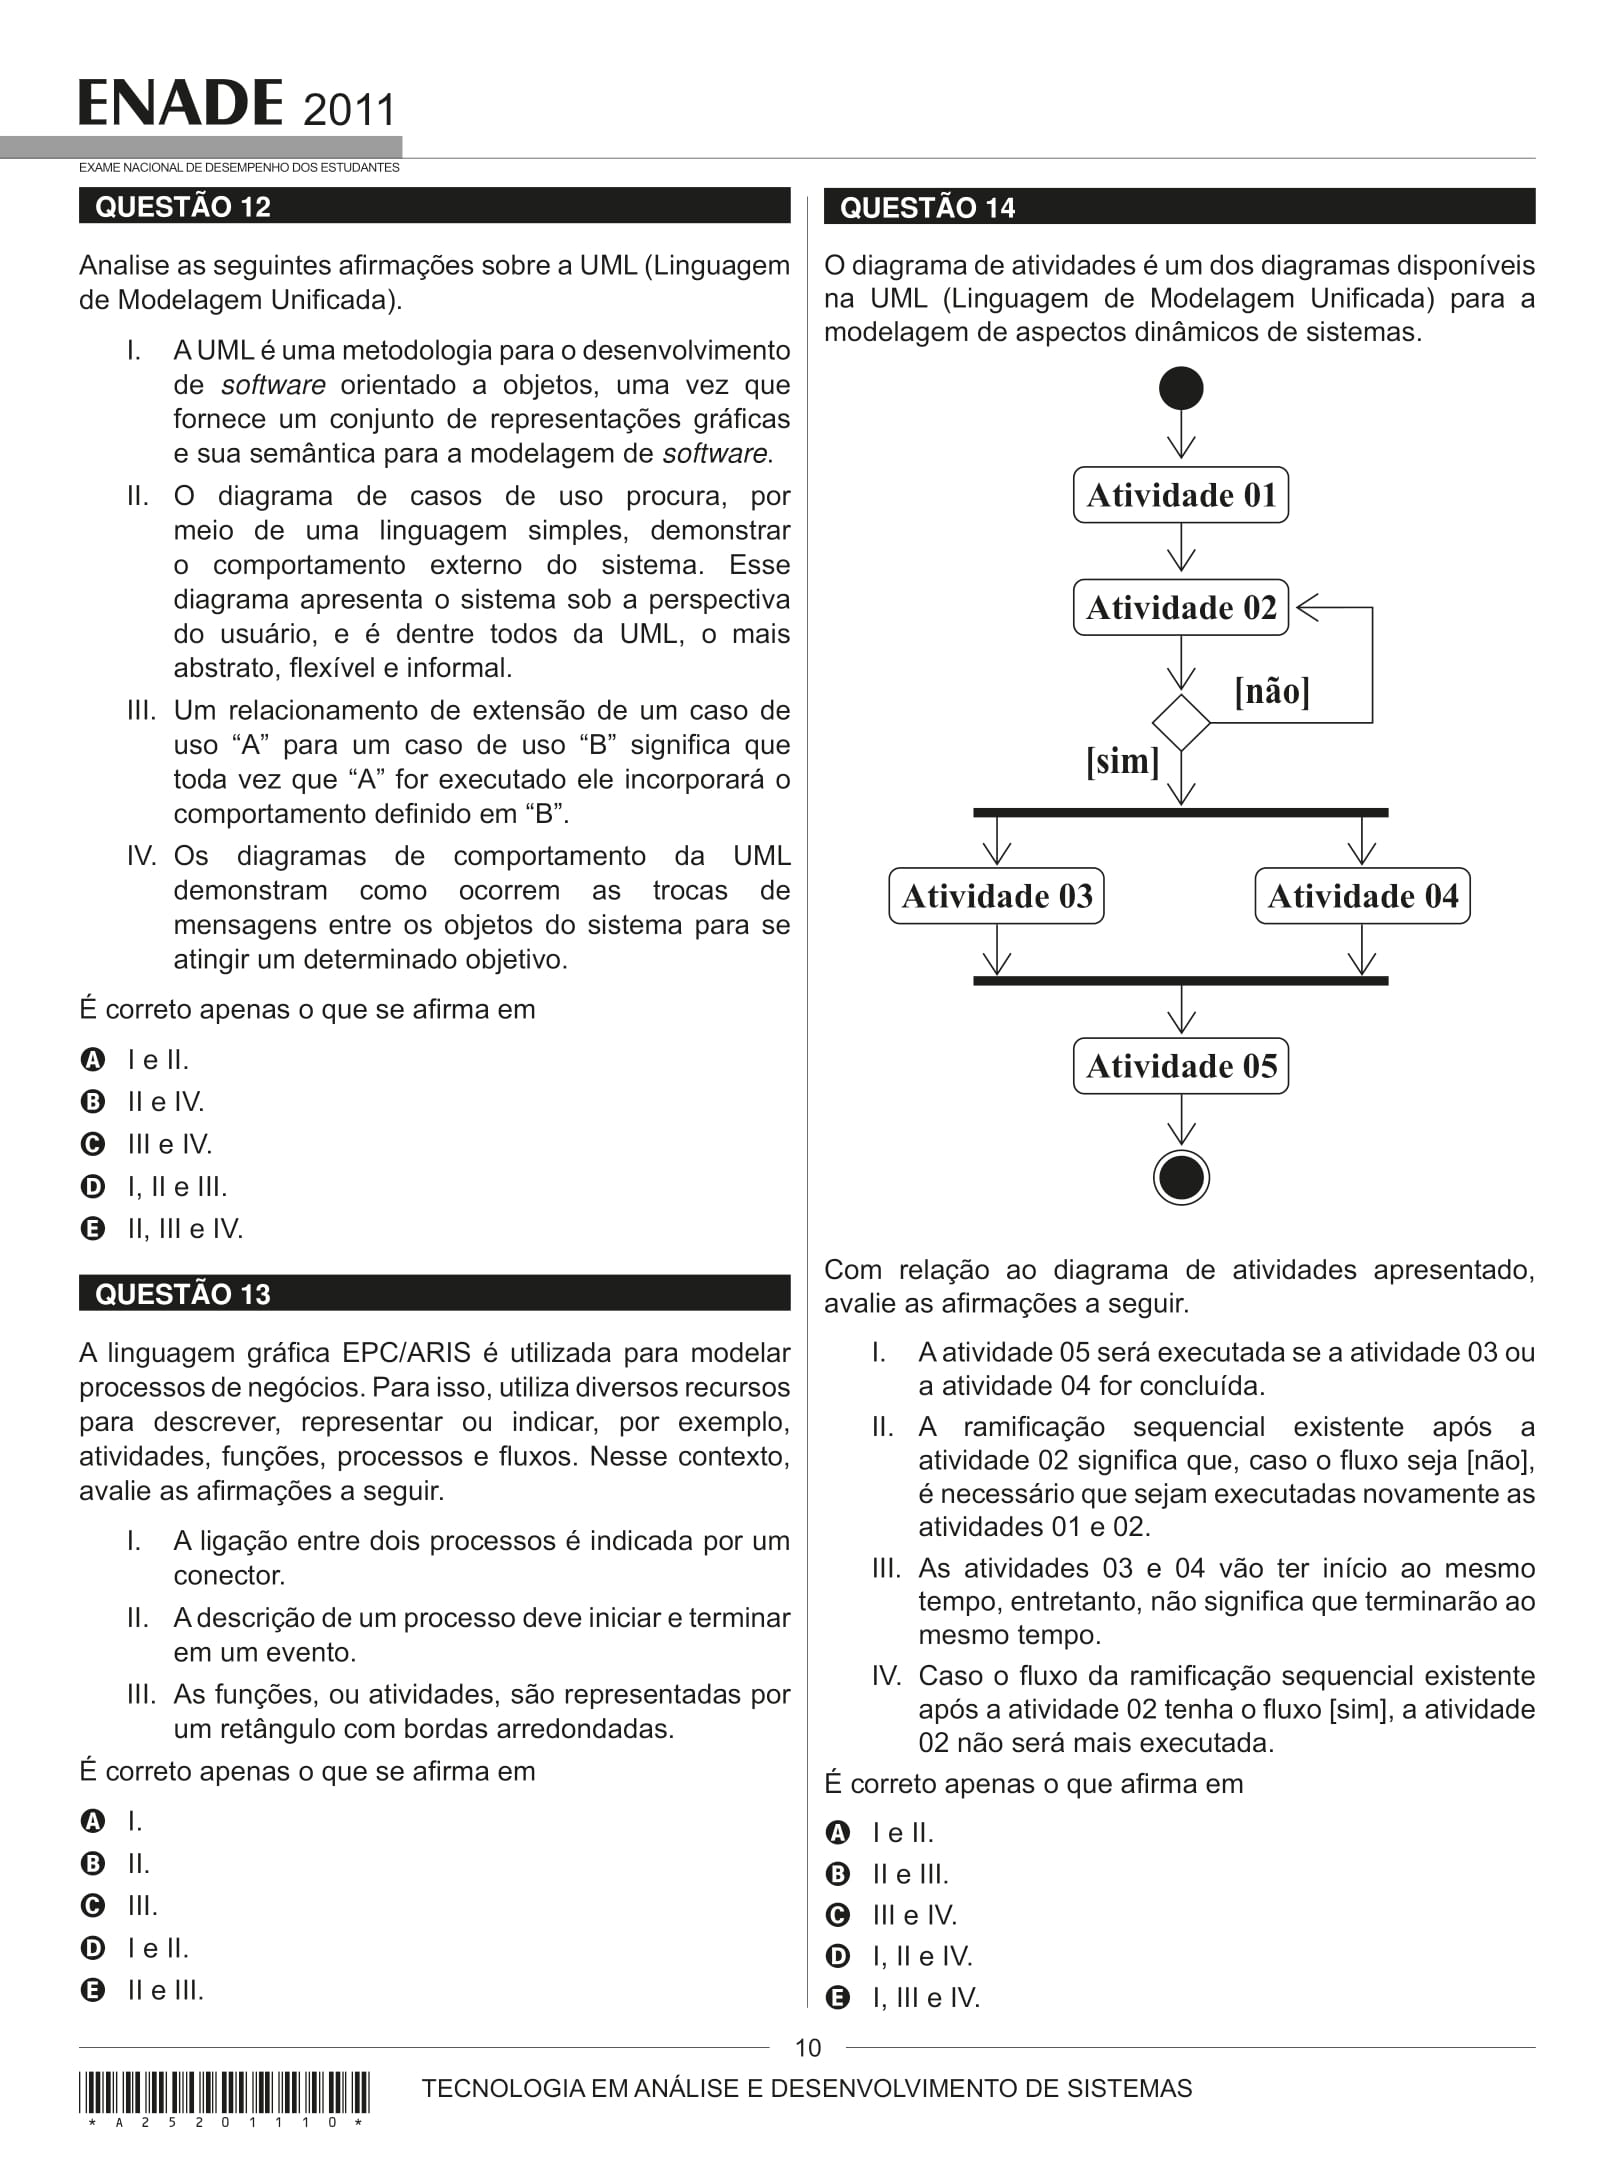 ENADE 2011
EXAME NACIONAL DE DESEMPENHO DOS ESTUDANTES
QUESTÃO 12
Analise as seguintes afirmações sobre a UML (Linguagem
de Modelagem Unificada).
I. A UML é uma metodologia para o desenvolvimento
de software orientado a objetos, uma vez que
fornece um conjunto de representações gráficas
e sua semântica para a modelagem de software.
II. O diagrama de casos de uso procura, por
meio de uma linguagem simples, demonstrar
o comportamento externo do sistema. Esse
diagrama apresenta o sistema sob a perspectiva
do usuário, e é dentre todos da UML, o mais
abstrato, flexível e informal.
III. Um relacionamento de extensão de um caso de
uso “A” para um caso de uso “B” significa que
toda vez que “A” for executado ele incorporará o
comportamento definido em “B”.
IV. Os diagramas de comportamento da UML
demonstram como ocorrem as trocas de
mensagens entre os objetos do sistema para se
atingir um determinado objetivo.
É correto apenas o que se afirma em
A I e II.
B II e IV.
C III e IV.
D I, II e III.
E II, III e IV.
QUESTÃO 13
A linguagem gráfica EPC/ARIS é utilizada para modelar
processos de negócios. Para isso, utiliza diversos recursos
para descrever, representar ou indicar, por exemplo,
atividades, funções, processos e fluxos. Nesse contexto,
avalie as afirmações a seguir.
I. A ligação entre dois processos é indicada por um
conector.
II. A descrição de um processo deve iniciar e terminar
em um evento.
III. As funções, ou atividades, são representadas por
um retângulo com bordas arredondadas.
É correto apenas o que se afirma em
A I.
B II.
C III.
D I e II.
E II e III.
QUESTÃO 14
O diagrama de atividades é um dos diagramas disponíveis
na UML (Linguagem de Modelagem Unificada) para a
modelagem de aspectos dinâmicos de sistemas.
Atividade 01
Atividade 02
[não]
[sim]
Atividade 03 Atividade 04
Atividade 05
Com relação ao diagrama de atividades apresentado,
avalie as afirmações a seguir.
I. A atividade 05 será executada se a atividade 03 ou
a atividade 04 for concluída.
II. A ramificação sequencial existente após a
atividade 02 significa que, caso o fluxo seja [não],
é necessário que sejam executadas novamente as
atividades 01 e 02.
III. As atividades 03 e 04 vão ter início ao mesmo
tempo, entretanto, não significa que terminarão ao
mesmo tempo.
IV. Caso o fluxo da ramificação sequencial existente
após a atividade 02 tenha o fluxo [sim], a atividade
02 não será mais executada.
É correto apenas o que afirma em
A I e II.
B II e III.
C III e IV.
D I, II e IV.
E I, III e IV.
10
TECNOLOGIA EM ANÁLISE E DESENVOLVIMENTO DE SISTEMAS
* A 2 5 2 0 1 1 1 0 *